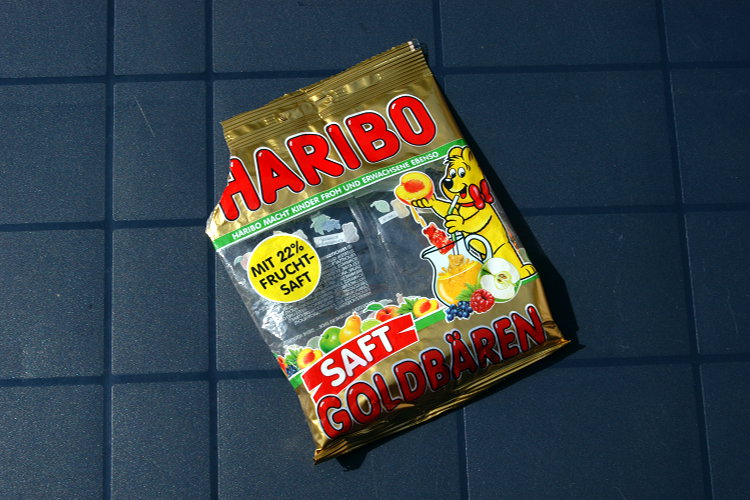 HARIBO
HARIBO MACHT KINDER FROH UND ERWACHSENE EBENSO
MIT 22%
FRUCHT-
SAFT
SAFT
GOLDBÄREN